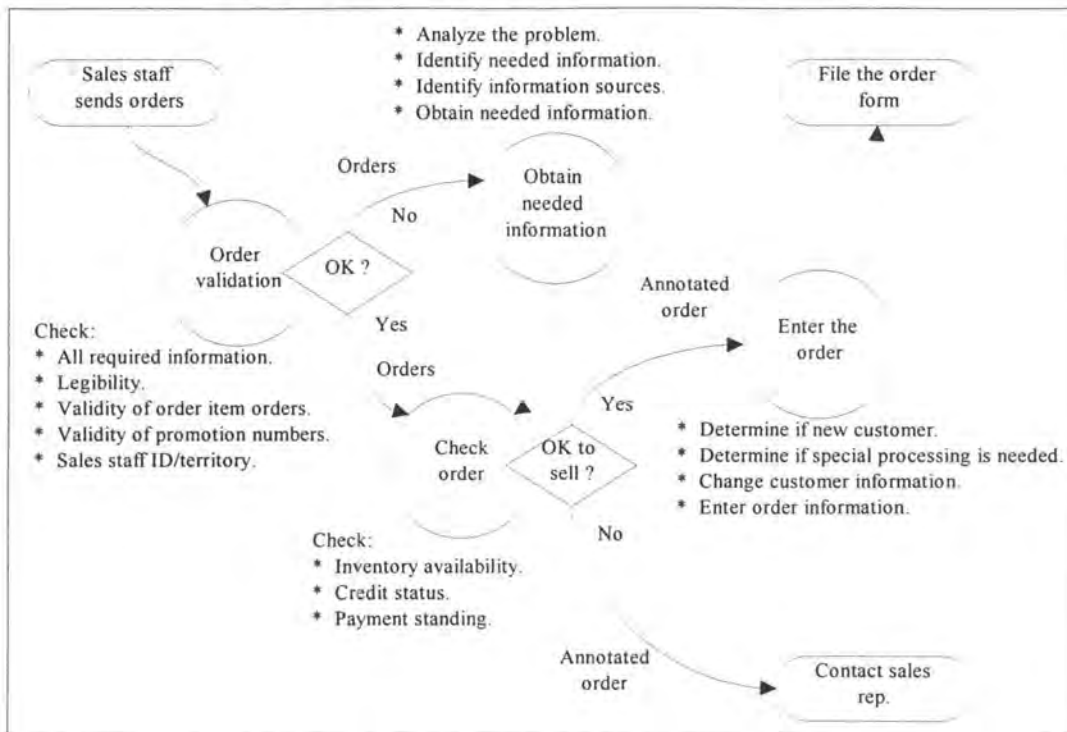 Sales staff
sends orders
* Analyze the problem.
* Identify needed information.
* Identify information sources.
* Obtain needed information.
File the order
form
Orders
No
Obtain
needed
information
Order
validation
OK ?
Yes
Annotated
order
Enter the
order
Check:
* All required information.
* Legibility.
* Validity of order item orders.
* Validity of promotion numbers.
* Sales staff ID/territory.
Orders
Check
order
Yes
OK to
sell ?
No
* Determine if new customer.
* Determine if special processing is needed.
* Change customer information.
* Enter order information.
Check:
* Inventory availability.
* Credit status.
* Payment standing.
Annotated
order
Contact sales
rep.